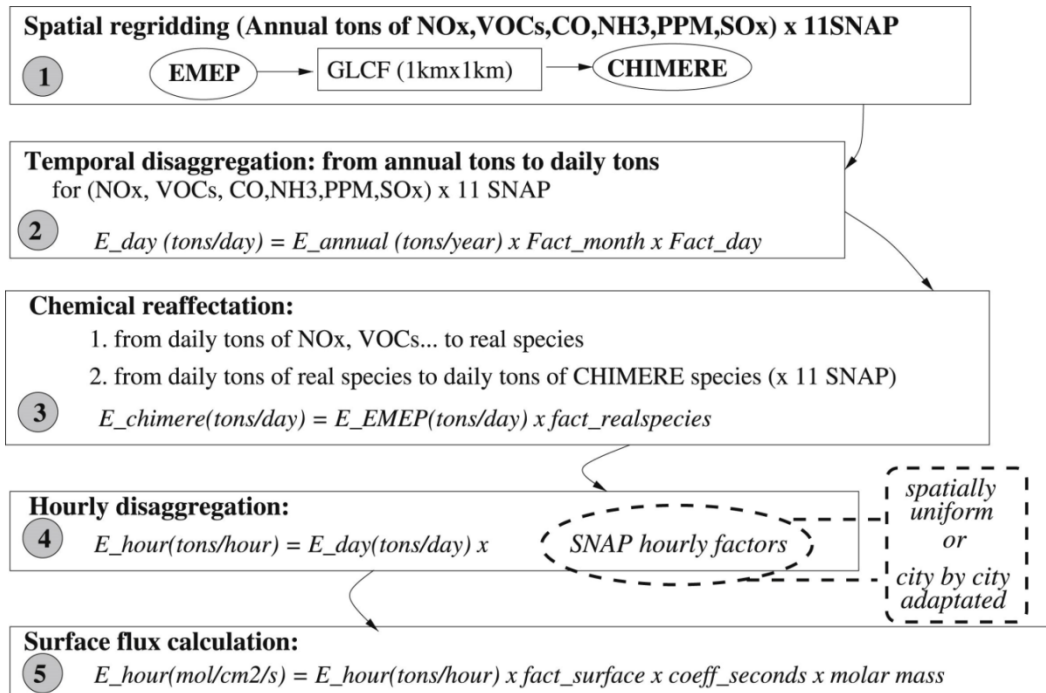 Spatial regridding (Annual tons of NOx,VOCs,CO,NH3,PPM,SOx) x 11SNAP
1
EMEP
GLCF (1kmx1km)
CHIMERE
Temporal disaggregation: from annual tons to daily tons
for (NOx, VOCs, CO,NH3,PPM,SOx) x 11 SNAP
2
E_day (tons/day) = E_annual (tons/year) x Fact_month x Fact_day
Chemical reaffectation:
1. from daily tons of NOx, VOCs... to real species
2. from daily tons of real species to daily tons of CHIMERE species (x 11 SNAP)
3
E_chimere(tons/day) = E_EMEP(tons/day) x fact_realspecies
Hourly disaggregation:
4
E_hour(tons/hour) = E_day(tons/day) x
SNAP hourly factors
spatially
uniform
or
city by city
adaptated
Surface flux calculation:
5
E_hour(mol/cm2/s) = E_hour(tons/hour) x fact_surface x coeff_seconds x molar mass